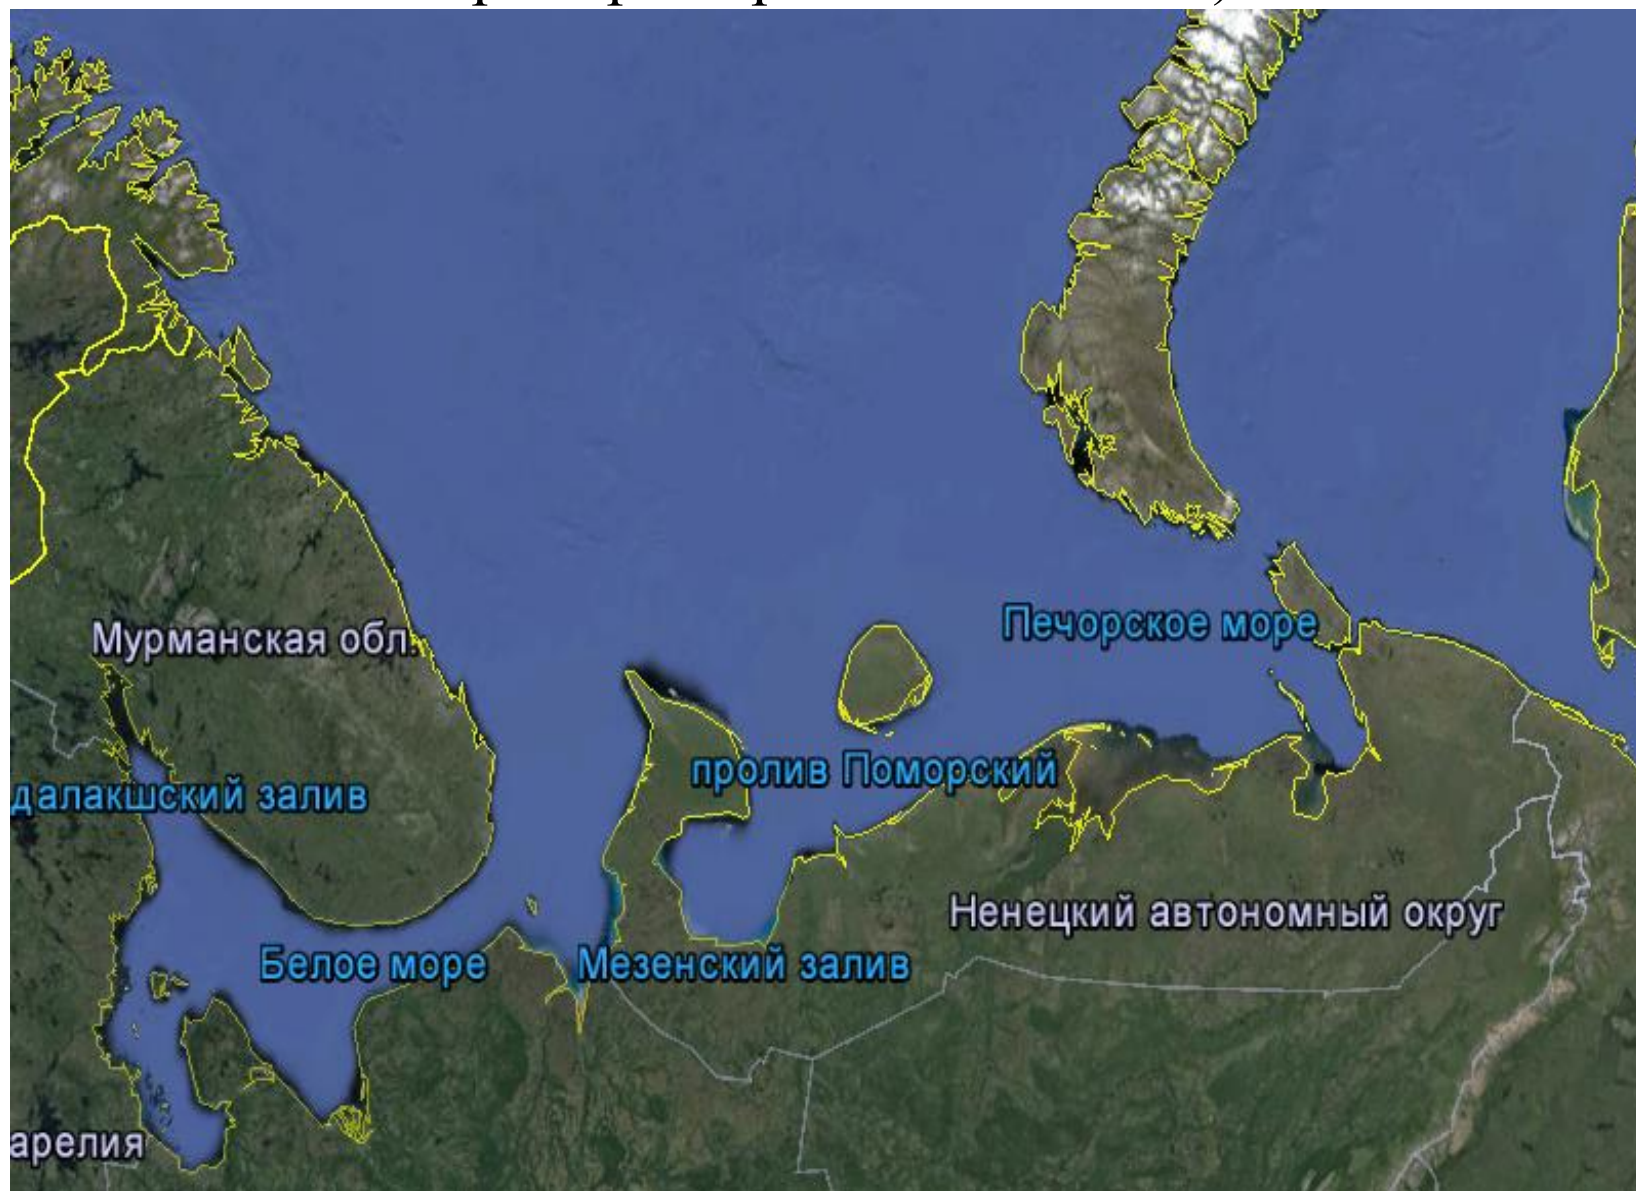 Печорское море
Мурманская обл.
пролив Поморский
далакшский залив
Ненецкий автономный округ
Белое море
Мезенский залив
арелия